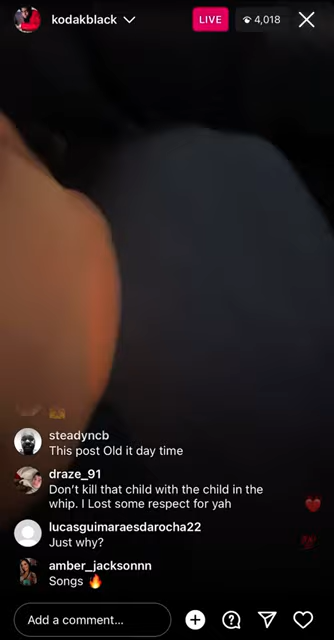 kodakblack
LIVE
4,018
steadyncb
This post Old it day time
draze_91
Don't kill that child with the child in the
whip. I Lost some respect for yah
lucasguimaraesdarocha22
Just why?
amber_jacksonnn
Songs 🔥
Add a comment...